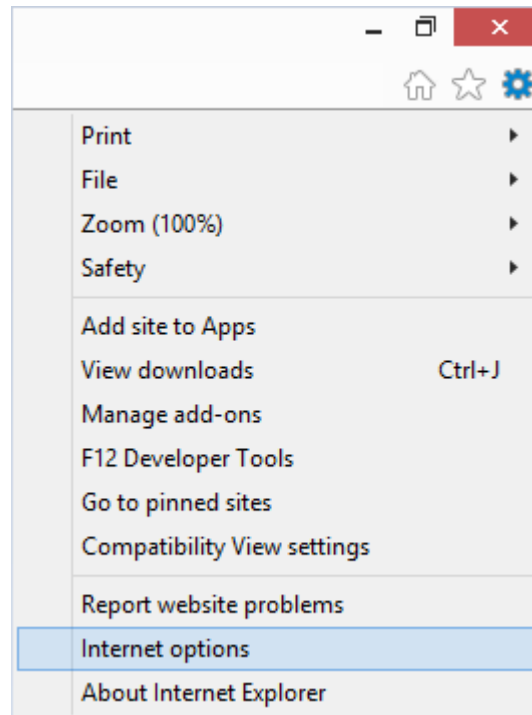 Print
File
Zoom (100%)
Safety
Add site to Apps
View downloads Ctrl+J
Manage add-ons
F12 Developer Tools
Go to pinned sites
Compatibility View settings
Report website problems
Internet options
About Internet Explorer